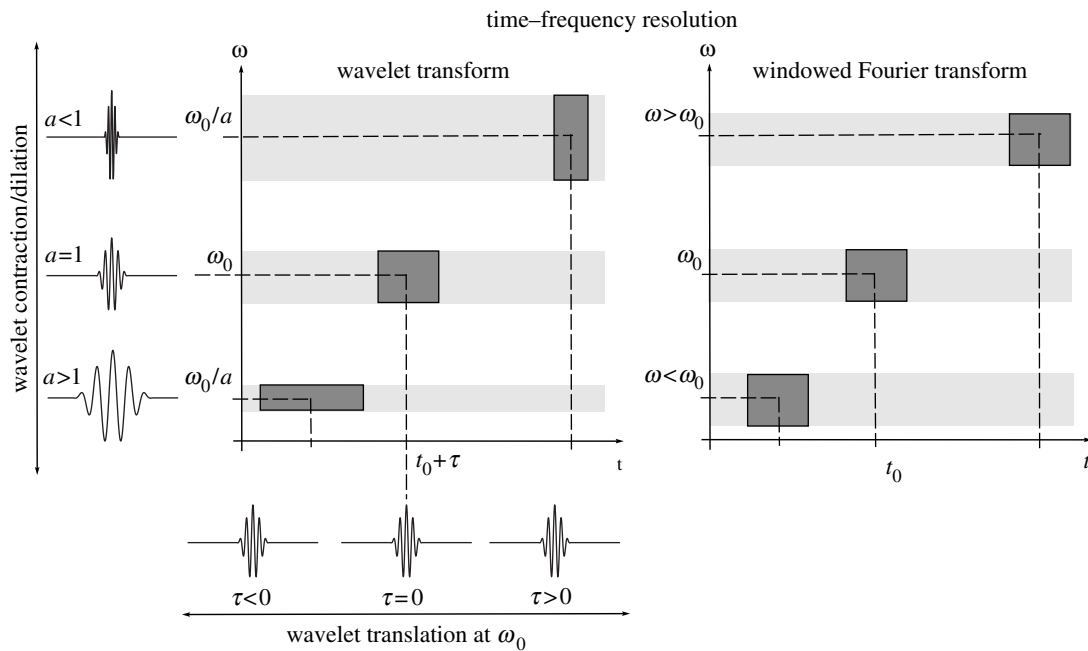 time–frequency resolution
wavelet transform
windowed Fourier transform
wavelet contraction/dilation
a<1
a=1
a>1
ω
ω₀/a
ω₀
ω₀/a
t₀+τ
t
ω
ω>ω₀
ω₀
ω<ω₀
t₀
t
τ<0
τ=0
τ>0
wavelet translation at ω₀